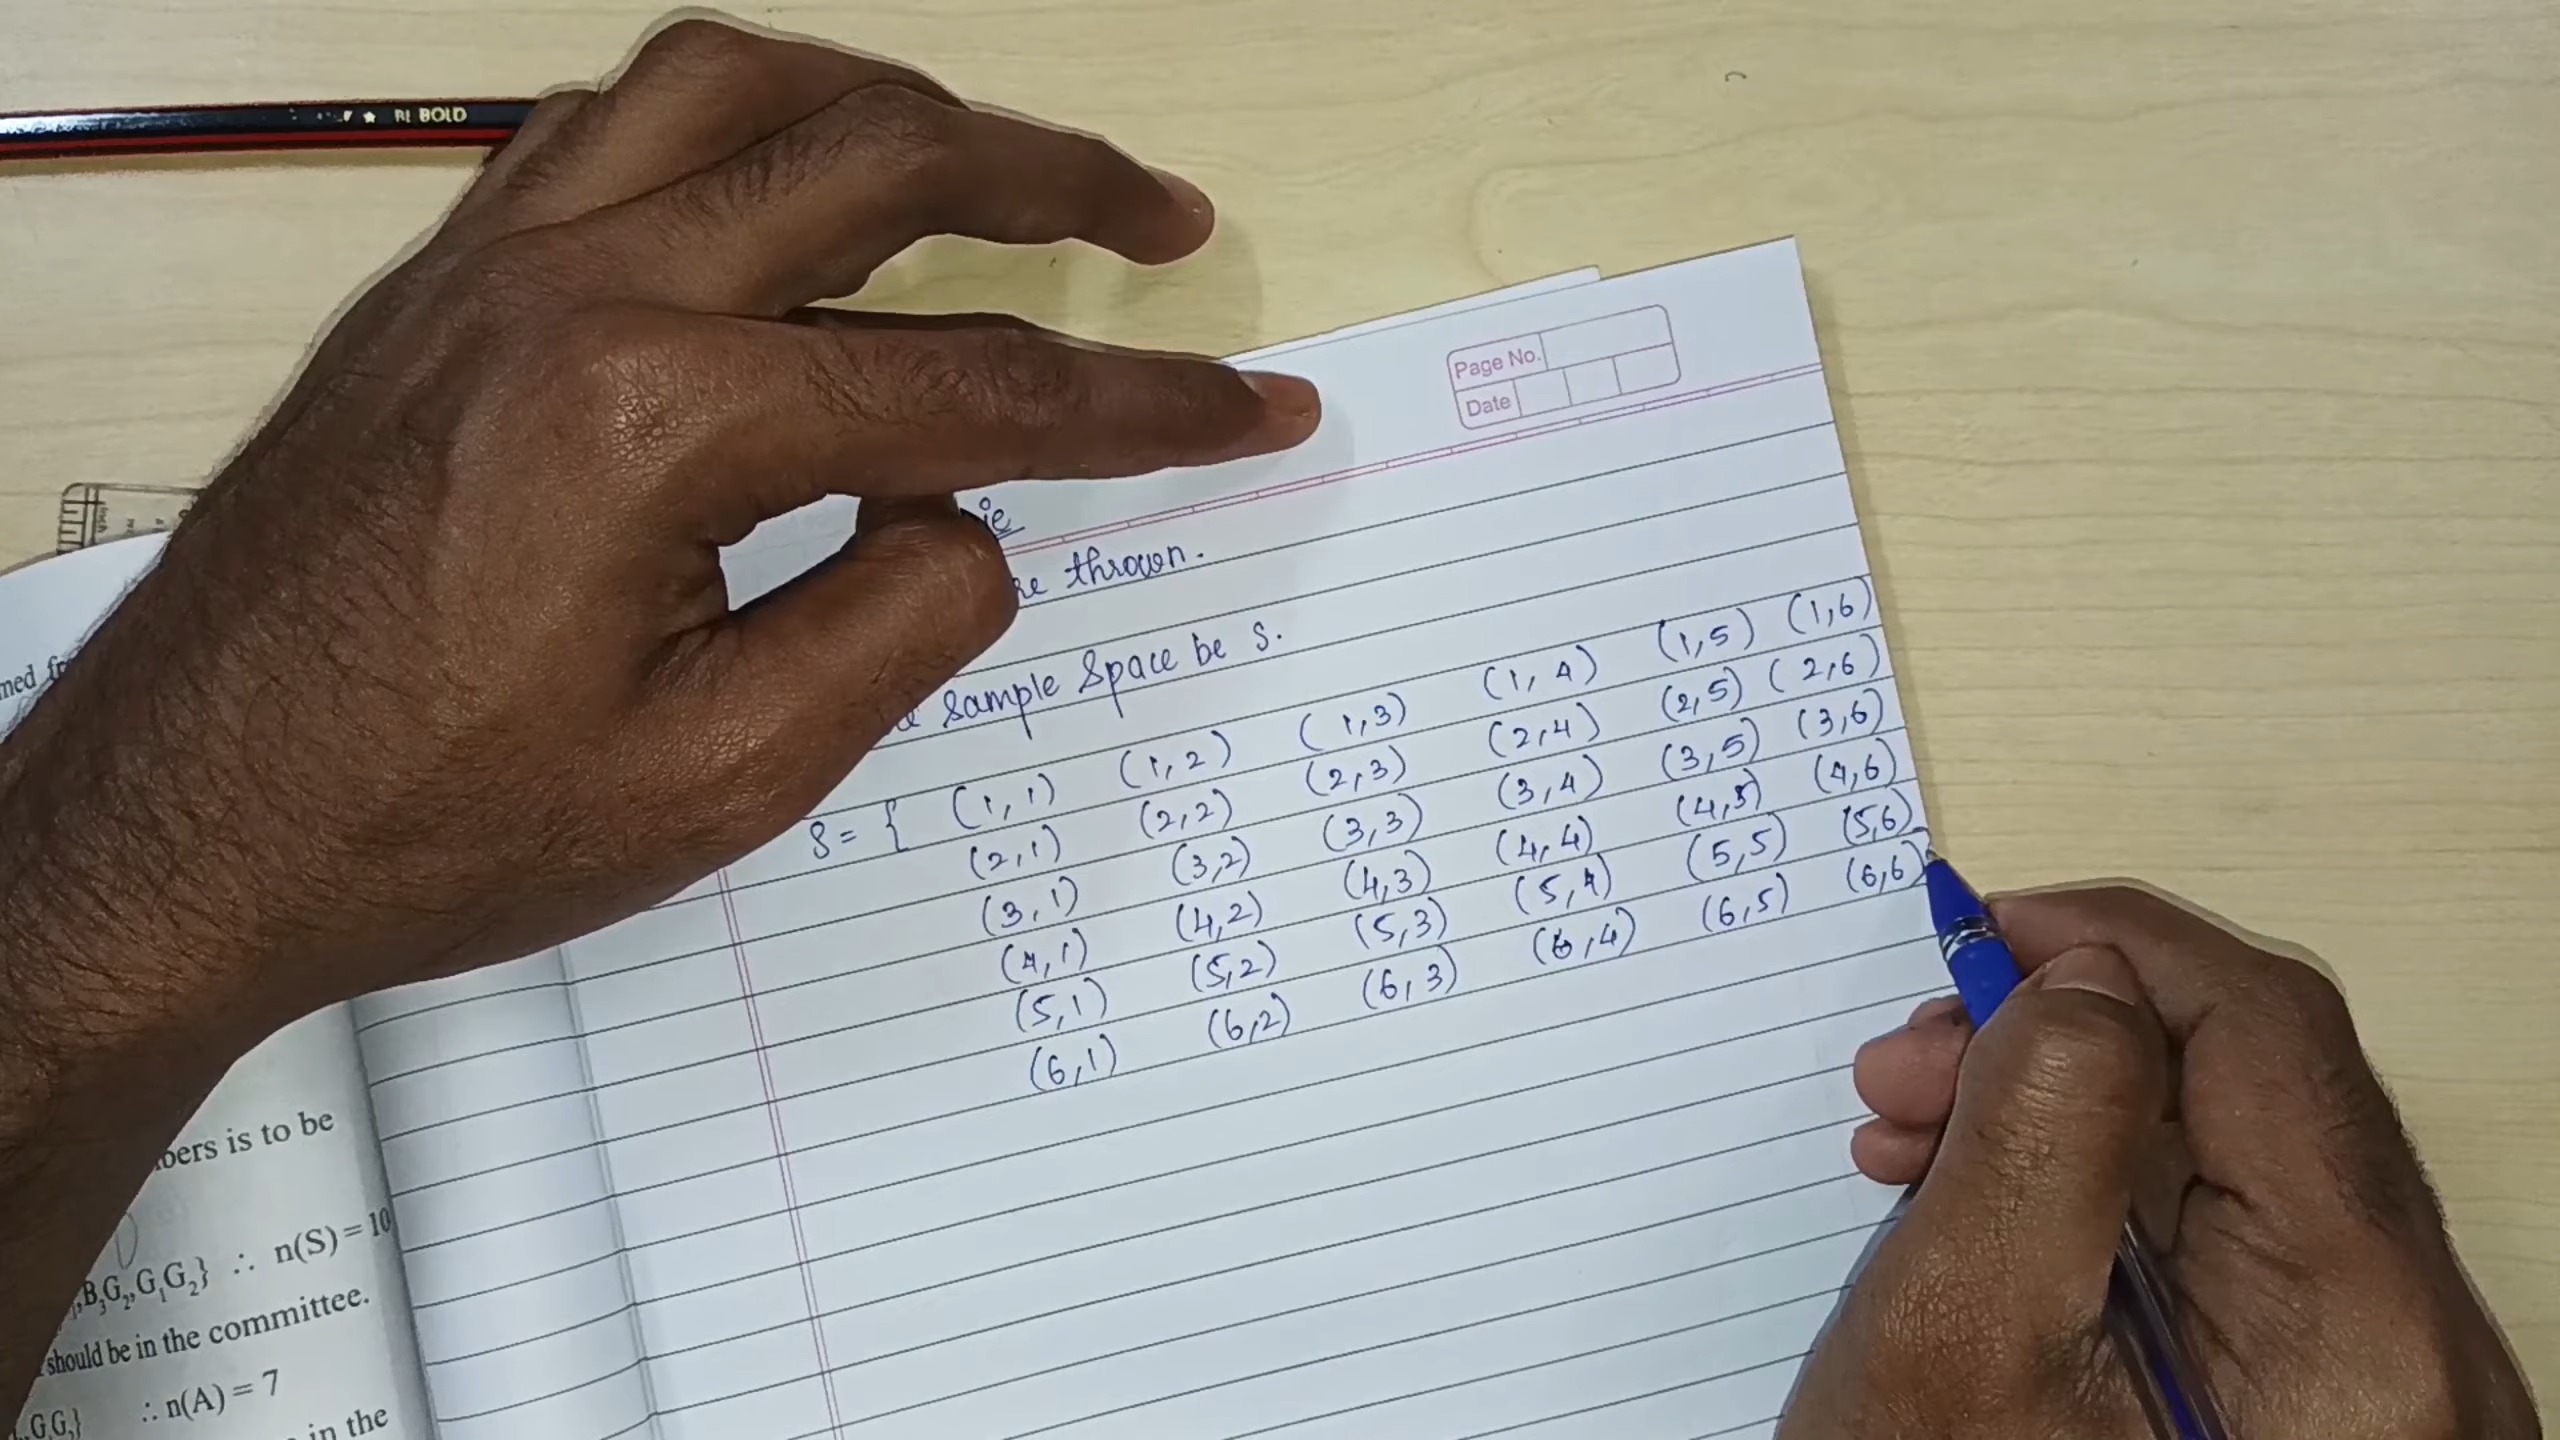 BOLD
Page No.
Date
thrown.
Sample Space be S.
S = { (1,1) (1,2) (1,3) (1,4) (1,5) (1,6)
(2,1) (2,2) (2,3) (2,4) (2,5) (2,6)
(3,1) (3,2) (3,3) (3,4) (3,5) (3,6)
(4,1) (4,2) (4,3) (4,4) (4,5) (4,6)
(5,1) (5,2) (5,3) (5,4) (5,5) (5,6)
(6,1) (6,2) (6,3) (6,4) (6,5) (6,6)
is to be
B₃G₂,G₁G₂} ∴ n(S) = 10
should be in the committee.
∴ n(A) = 7
in the